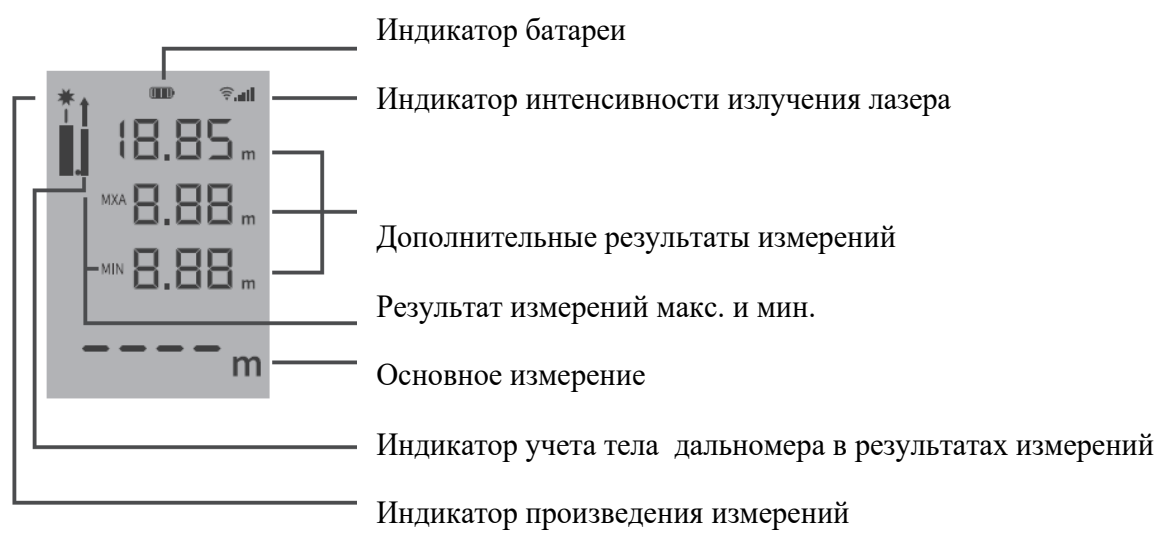 Индикатор батареи
Индикатор интенсивности излучения лазера
18.85 m
MXA 8.88 m
Дополнительные результаты измерений
MIN 8.88 m
Результат измерений макс. и мин.
---- m
Основное измерение
Индикатор учета тела дальномера в результатах измерений
Индикатор произведения измерений